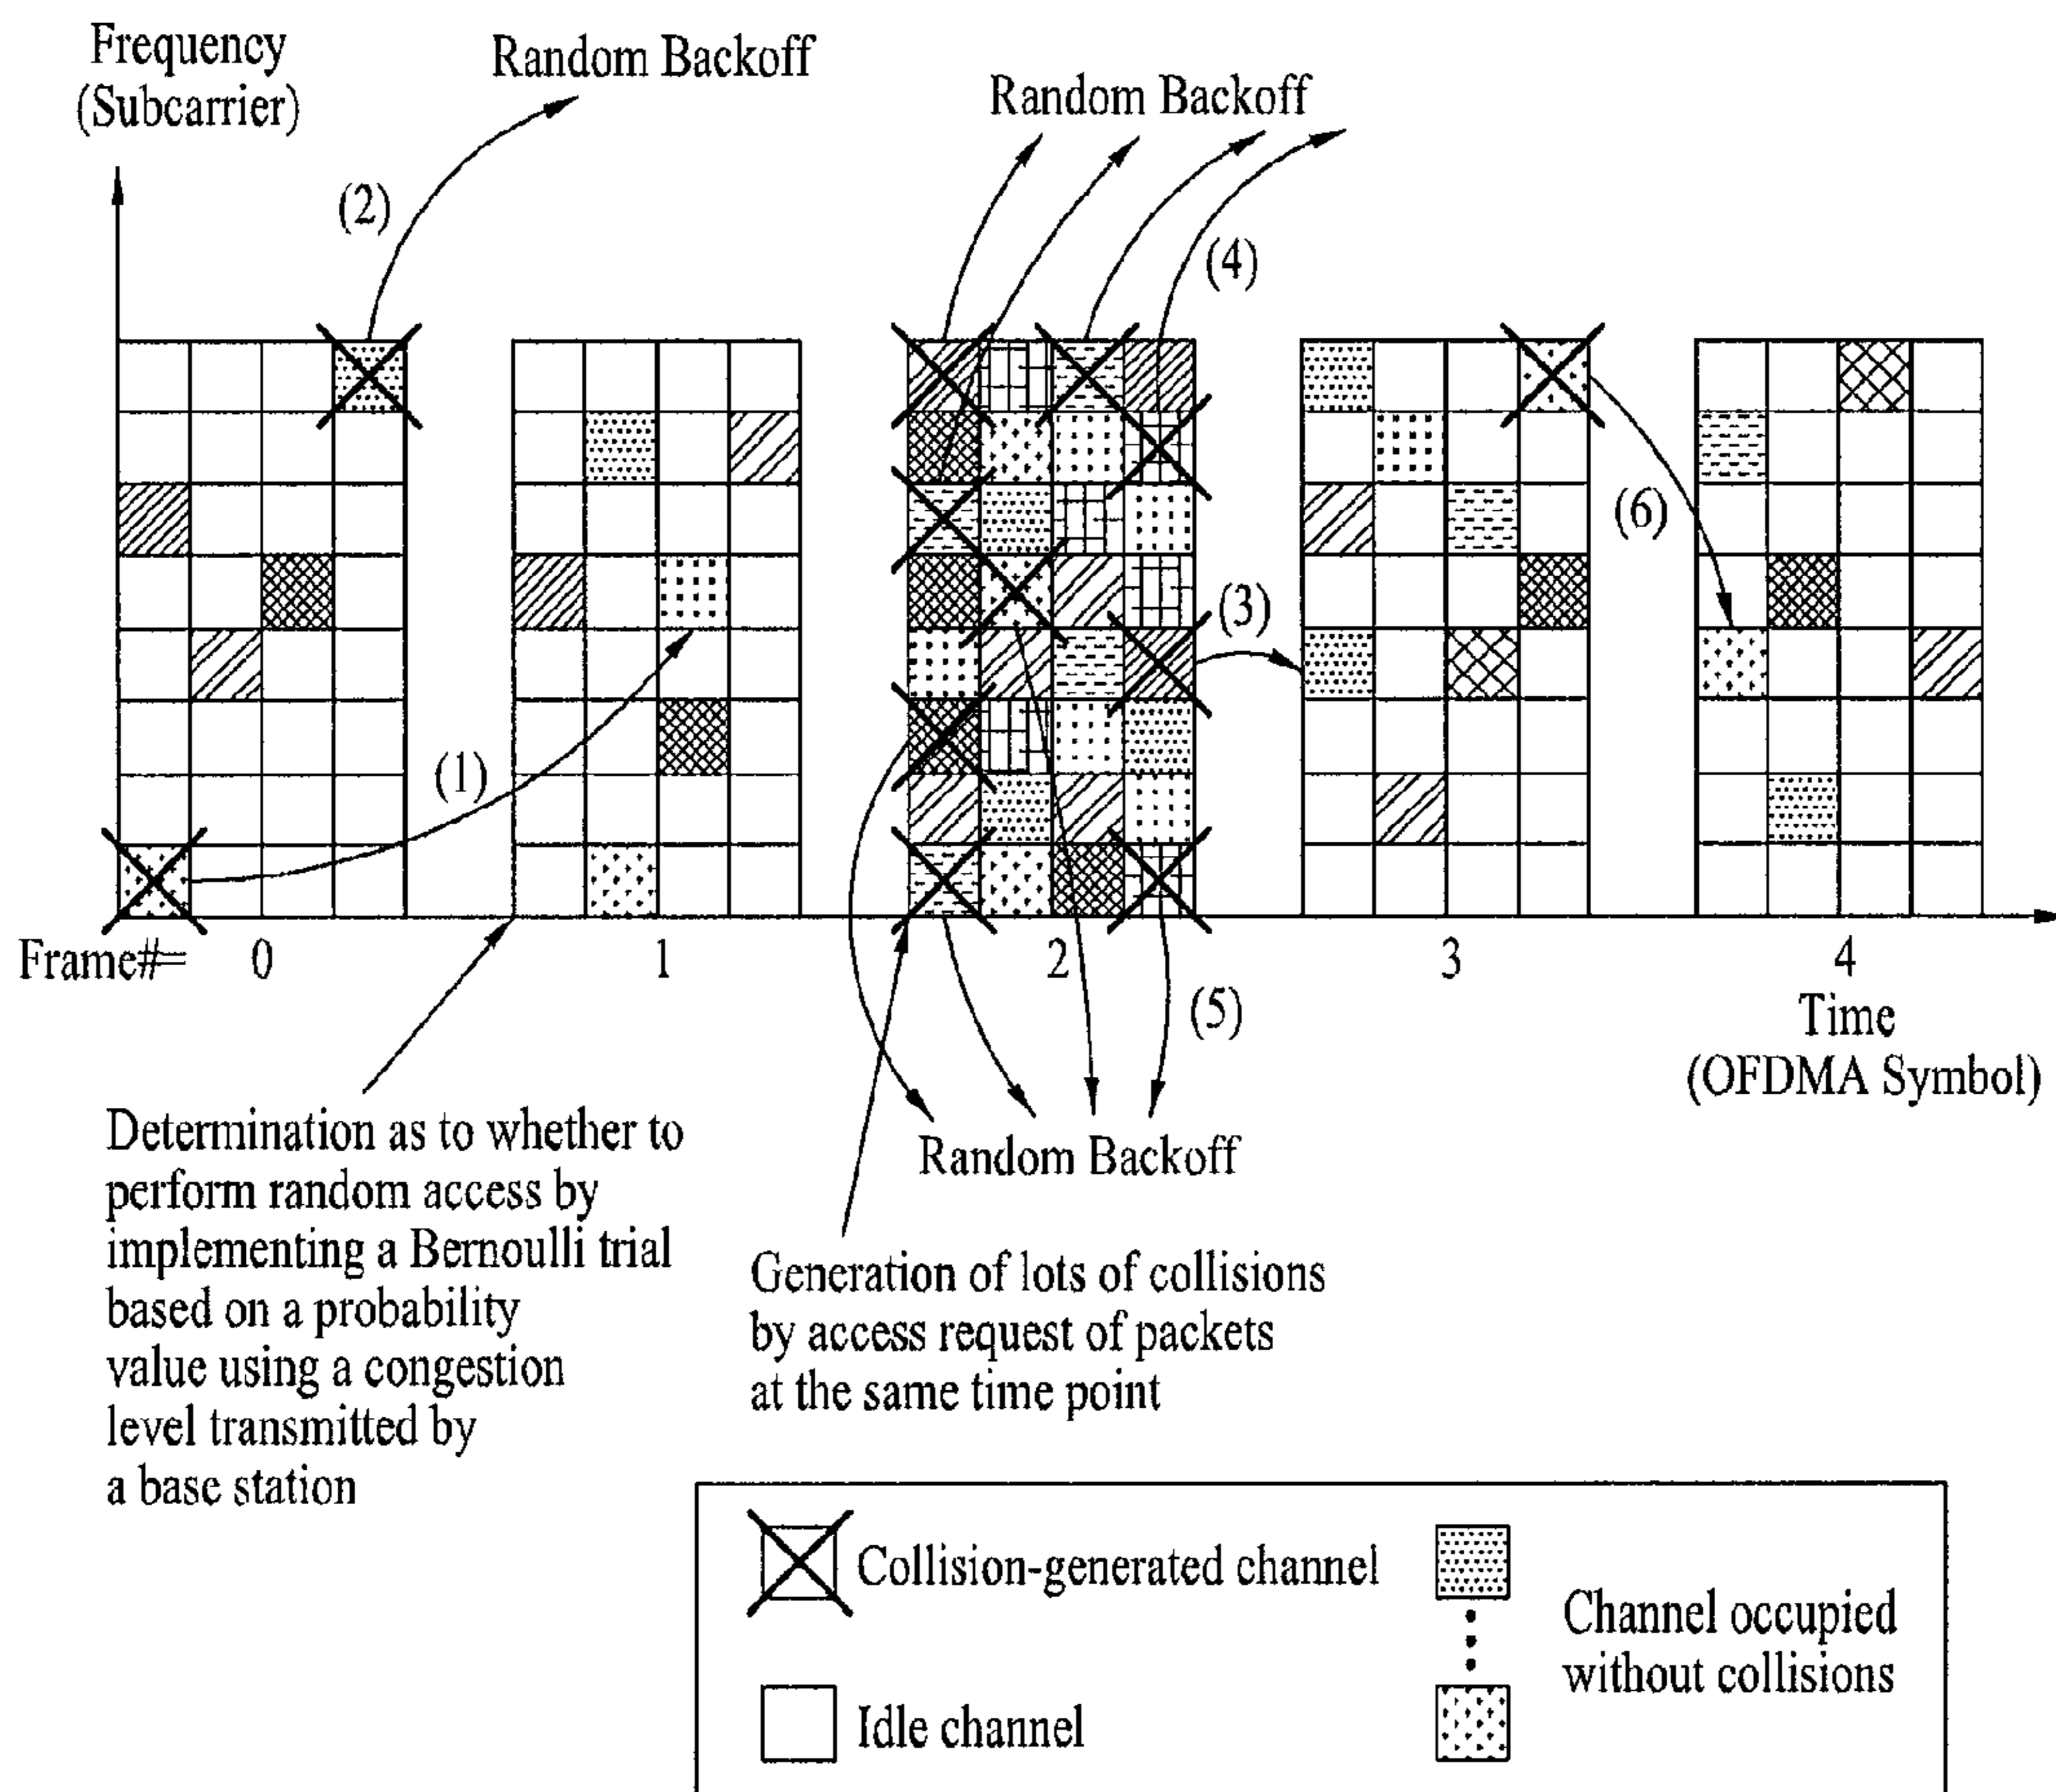 Frequency
(Subcarrier)
Random Backoff
Random Backoff
(2)
(4)
(3)
(6)
(1)
Frame#=
0
1
2
3
4
(5)
Time
(OFDMA Symbol)
Determination as to whether to
perform random access by
implementing a Bernoulli trial
based on a probability
value using a congestion
level transmitted by
a base station
Random Backoff
Generation of lots of collisions
by access request of packets
at the same time point
Collision-generated channel
Channel occupied
without collisions
Idle channel